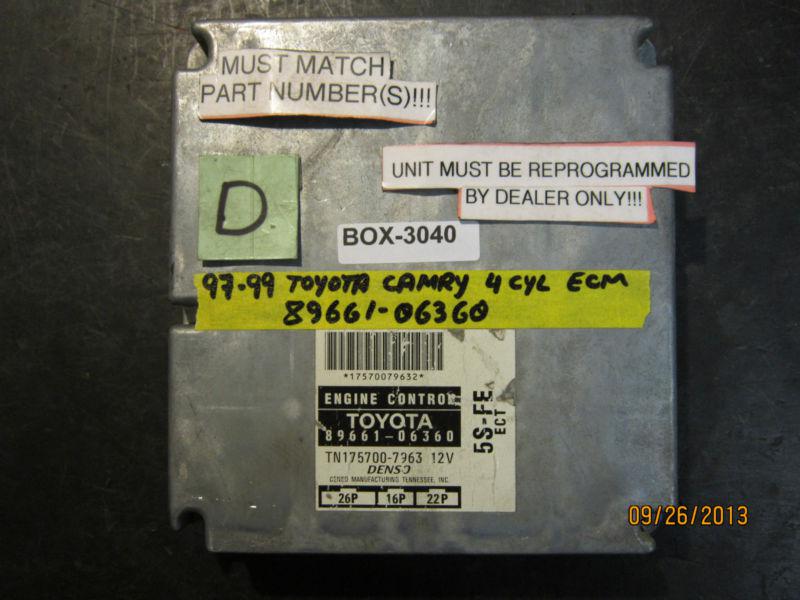 MUST MATCH
PART NUMBER(S)!!!
UNIT MUST BE REPROGRAMMED
BY DEALER ONLY!!!
D
BOX-3040
97-99 TOYOTA CAMRY 4 CYL ECM
89661-06360
*17570079632*
ENGINE CONTROL
TOYOTA
89661-06360
TN175700-7963 12V
DENSO
DENSO MANUFACTURING TENNESSEE, INC.
26P 16P 22P
5S-FE
ECT
09/26/2013